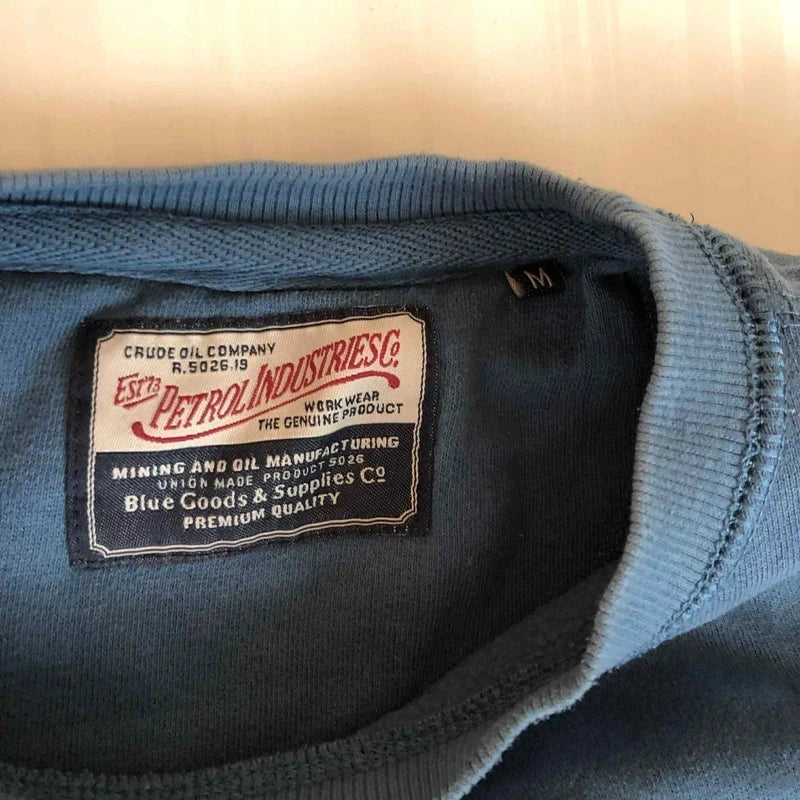 CRUDE OIL COMPANY
R.5026.19
EST'73 PETROL INDUSTRIES Co
WORKWEAR
THE GENUINE PRODUCT
MINING AND OIL MANUFACTURING
UNION MADE PRODUCT 5026
Blue Goods & Supplies Co
PREMIUM QUALITY
M